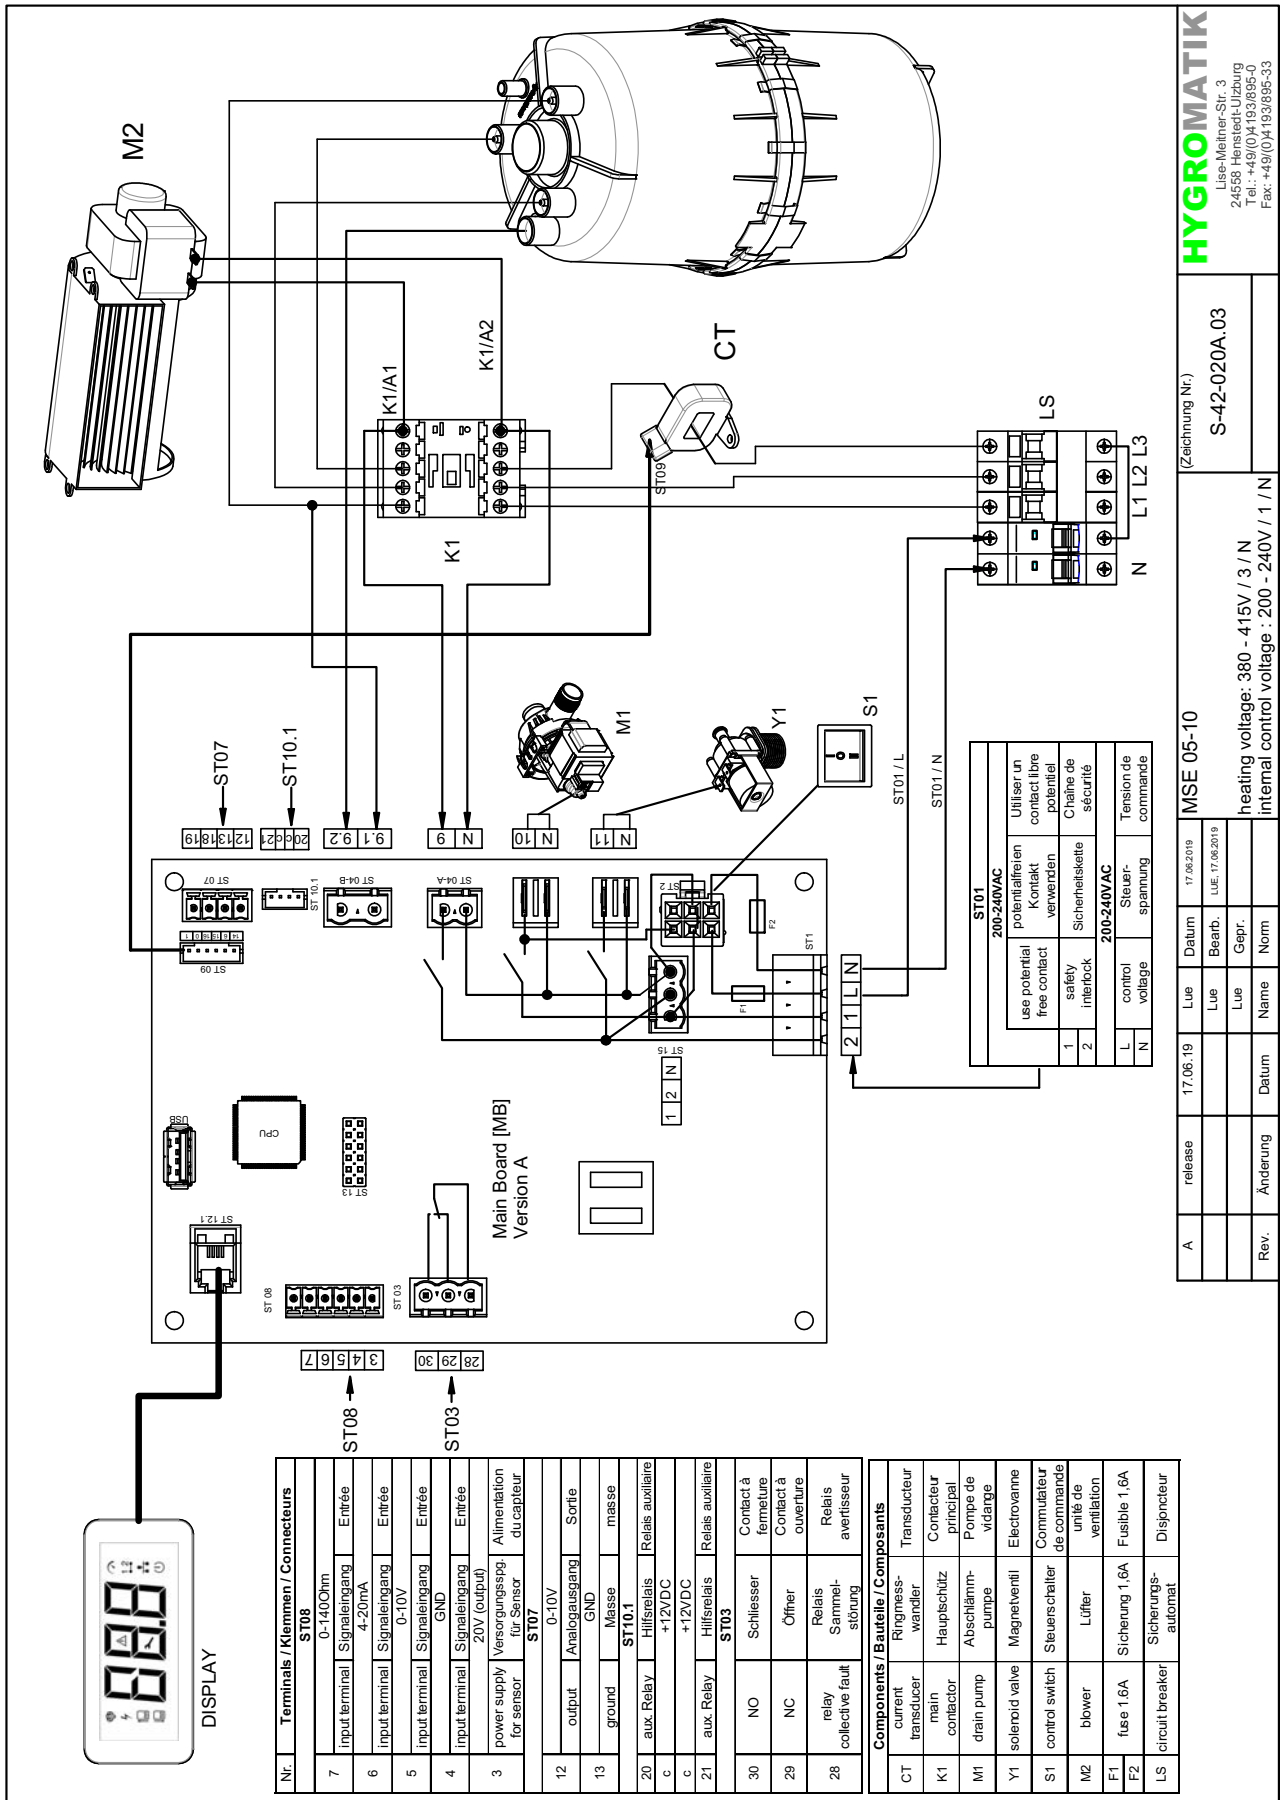 DISPLAY
M2
K1/A1
K1/A2
K1
CT
ST09
LS
N L1 L2 L3
M1
Y1
S1
ST01 / L
ST01 / N
ST07
ST10.1
ST08
ST03
12 13 18 19
20 c c 21
9.2 9.1
9 N
10 N
11 N
7 6 5 4 3
30 29 28
ST 12.1
USB
CPU
ST 13
ST 09
1 0 16 15 6 14
ST 07
ST 10.1
ST 04-B
ST 04-A
ST 2
F2
F1
ST1
ST 15
1 2 N
2 1 L N
ST 08
ST 03
Main Board [MB]
Version A
ST01
200-240VAC
use potential free contact potentialfreien Kontakt verwenden Utiliser un contact libre potentiel
1 2 safety interlock Sicherheitskette Chaîne de sécurité
200-240VAC
L N control voltage Steuer-spannung Tension de commande
Nr. Terminals / Klemmen / Connecteurs
ST08
7 0-140Ohm
input terminal Signaleingang Entrée
6 4-20mA
input terminal Signaleingang Entrée
5 0-10V
input terminal Signaleingang Entrée
4 GND
input terminal Signaleingang Entrée
3 20V (output)
power supply for sensor Versorgungsspg. für Sensor Alimentation du capteur
ST07
12 0-10V
output Analogausgang Sortie
13 GND
ground Masse masse
ST10.1
20 aux. Relay Hilfsrelais Relais auxiliaire
c +12VDC
c +12VDC
21 aux. Relay Hilfsrelais Relais auxiliaire
ST03
30 NO Schliesser Contact à fermeture
29 NC Öffner Contact à ouverture
28 relay collective fault Relais Sammel-störung Relais avertisseur
Components / Bauteile / Composants
CT current transducer Ringmess-wandler Transducteur
K1 main contactor Hauptschütz Contacteur principal
M1 drain pump Abschlämm-pumpe Pompe de vidange
Y1 solenoid valve Magnetventil Electrovanne
S1 control switch Steuerschalter Commutateur de commande
M2 blower Lüfter unité de ventilation
F1 F2 fuse 1.6A Sicherung 1,6A Fusible 1,6A
LS circuit breaker Sicherungs-automat Disjoncteur
A release 17.06.19 Lue Datum 17.06.2019
Lue Bearb. LUE, 17.06.2019
Lue Gepr.
Rev. Änderung Datum Name Norm
MSE 05-10
heating voltage: 380 - 415V / 3 / N
internal control voltage : 200 - 240V / 1 / N
(Zeichnung Nr.)
S-42-020A.03
HYGROMATIK
Lise-Meitner-Str. 3
24558 Henstedt-Ulzburg
Tel.: +49/(0)4193/895-0
Fax: +49/(0)4193/895-33